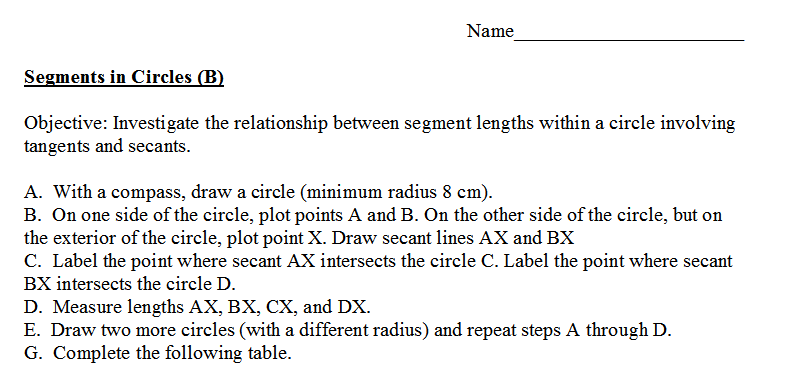 Name_______________________
Segments in Circles (B)
Objective: Investigate the relationship between segment lengths within a circle involving
tangents and secants.
A. With a compass, draw a circle (minimum radius 8 cm).
B. On one side of the circle, plot points A and B. On the other side of the circle, but on
the exterior of the circle, plot point X. Draw secant lines AX and BX
C. Label the point where secant AX intersects the circle C. Label the point where secant
BX intersects the circle D.
D. Measure lengths AX, BX, CX, and DX.
E. Draw two more circles (with a different radius) and repeat steps A through D.
G. Complete the following table.